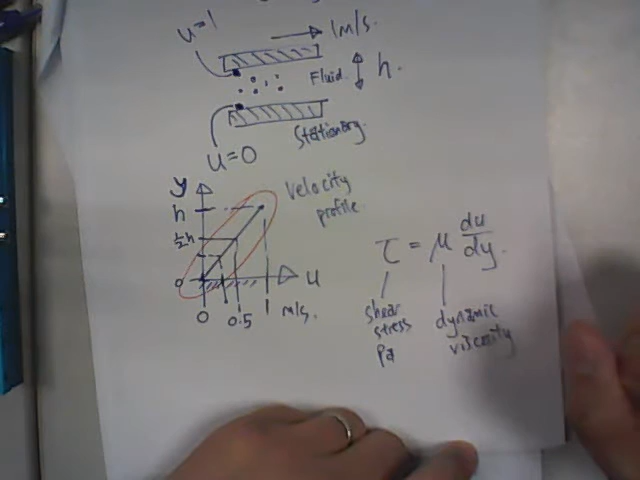 u=1
1m/s.
Fluid.
h.
Stationary.
u=0
y
h
½h
0
velocity
profile.
u
0
0.5
1
m/s.
τ = μ du/dy.
shear
stress
Pa
dynamic
viscosity